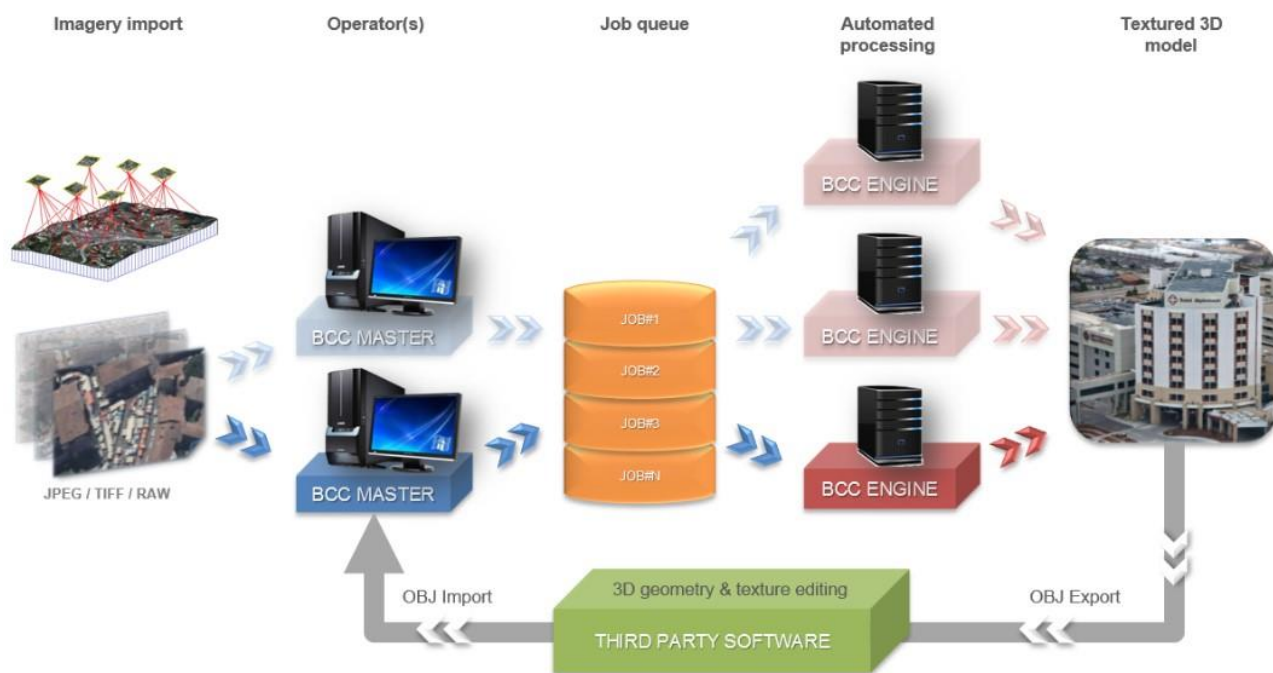 Imagery import
Operator(s)
Job queue
Automated
processing
Textured 3D
model
BCC ENGINE
BCC ENGINE
BCC ENGINE
BCC MASTER
BCC MASTER
JOB#1
JOB#2
JOB#3
JOB#N
JPEG / TIFF / RAW
OBJ Import
3D geometry & texture editing
THIRD PARTY SOFTWARE
OBJ Export